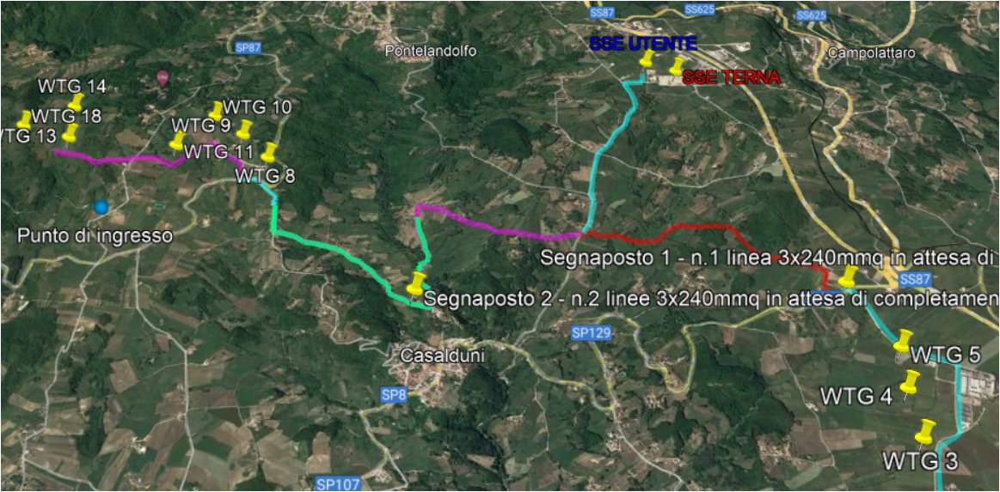 SS87
SS625
SS625
SP87
Pontelandolfo
SSE UTENTE
Campolattaro
SSE TERNA
WTG 14
WTG 10
WTG 18
WTG 9
WTG 13
WTG 11
WTG 8
Punto di ingresso
Segnaposto 1 - n.1 linea 3x240mmq in attesa di
SS87
Segnaposto 2 - n.2 linee 3x240mmq in attesa di completamen
SP129
Casalduni
WTG 5
SP8
WTG 4
WTG 3
SP107